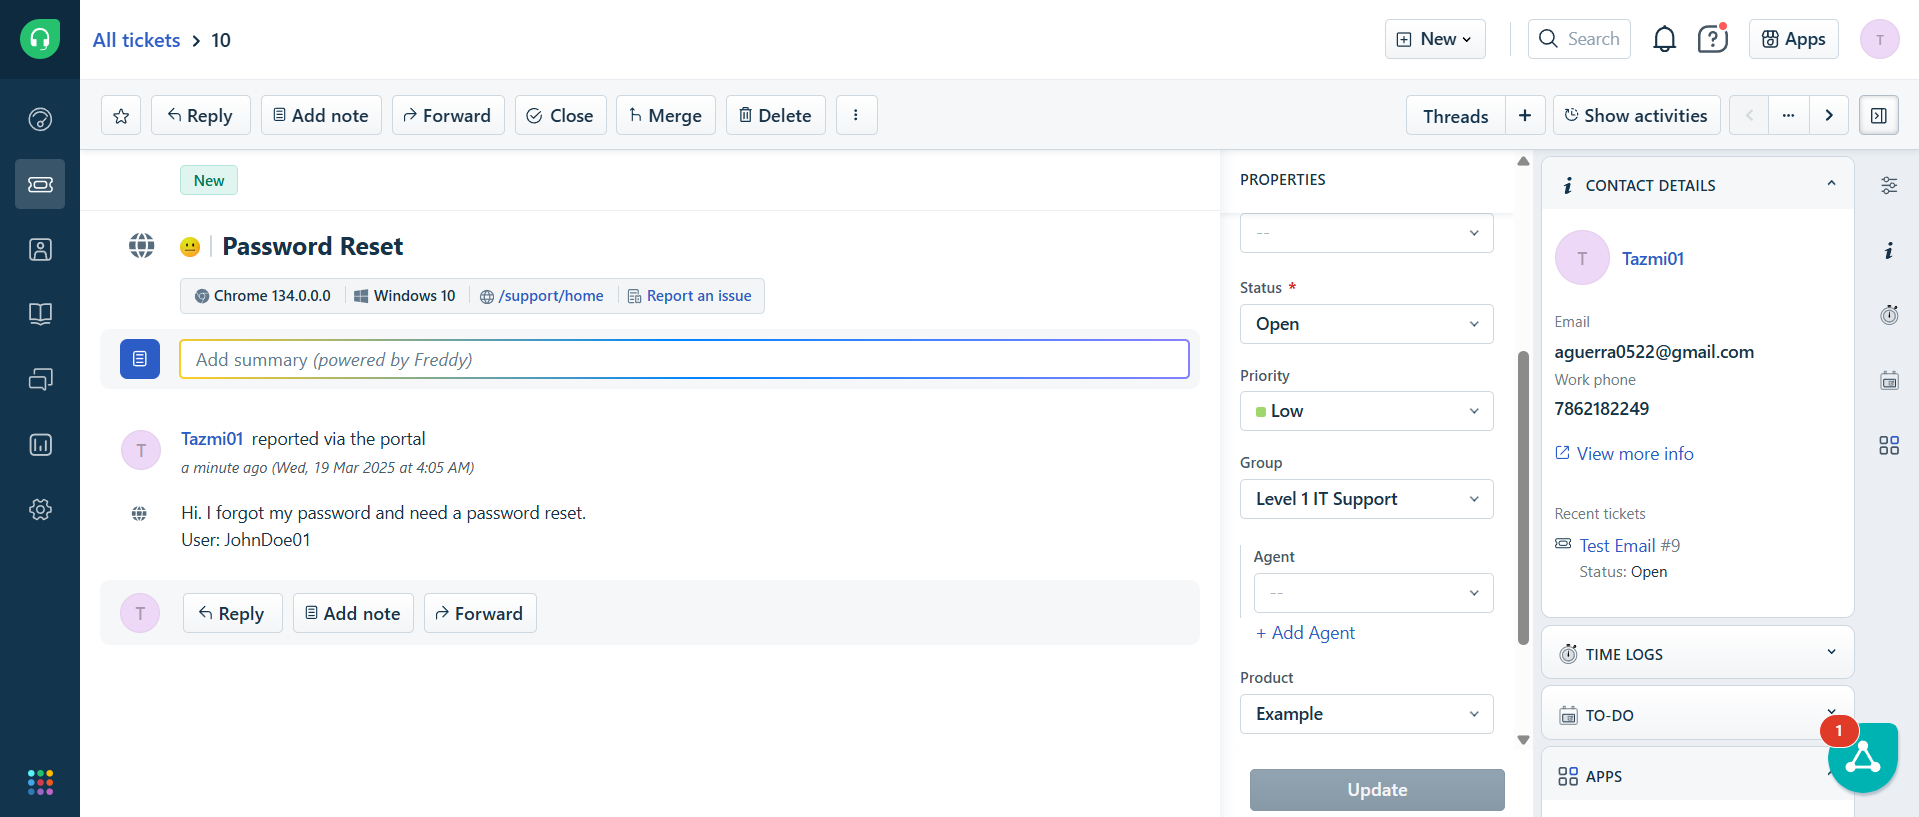 All tickets > 10
New
Search
Apps
T
Reply
Add note
Forward
Close
Merge
Delete
Threads
+
Show activities
New
Password Reset
Chrome 134.0.0.0
Windows 10
/support/home
Report an issue
Add summary (powered by Freddy)
T
Tazmi01 reported via the portal
a minute ago (Wed, 19 Mar 2025 at 4:05 AM)
Hi. I forgot my password and need a password reset.
User: JohnDoe01
T
Reply
Add note
Forward
PROPERTIES
--
Status *
Open
Priority
Low
Group
Level 1 IT Support
Agent
--
+ Add Agent
Product
Example
Update
CONTACT DETAILS
T
Tazmi01
Email
aguerra0522@gmail.com
Work phone
7862182249
View more info
Recent tickets
Test Email #9
Status: Open
TIME LOGS
TO-DO
1
APPS